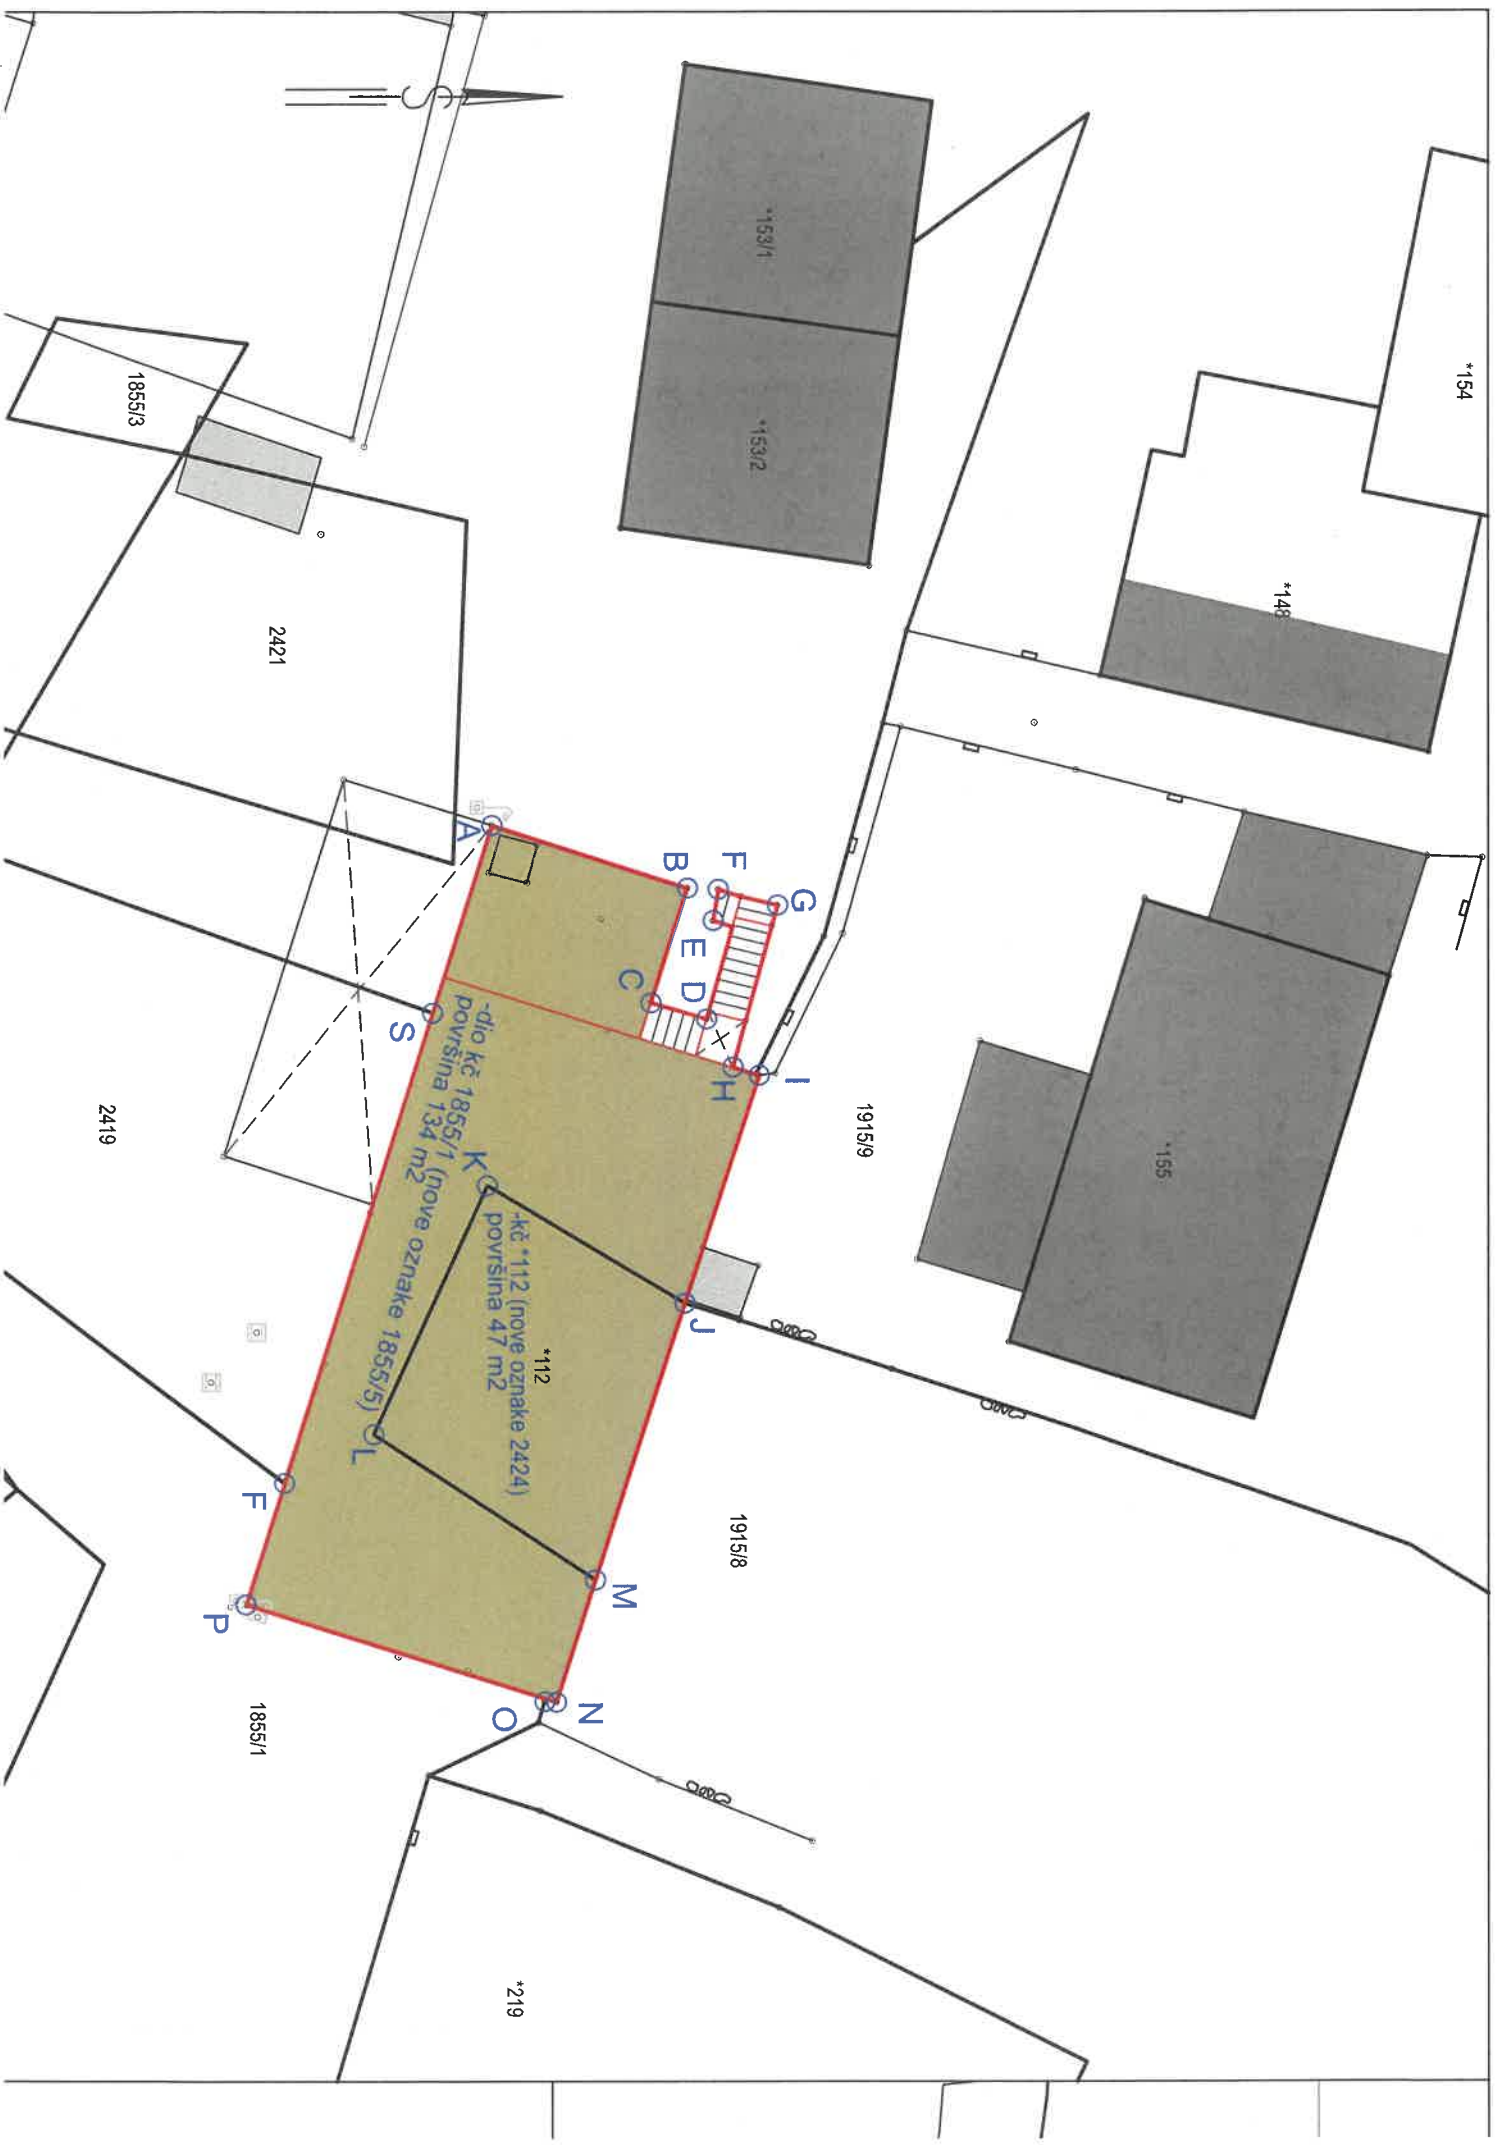 *154
*148
*153/1
*153/2
S
1855/3
2421
*155
1915/9
2419
A
B
F
G
E
D
C
S
H
I
K
J
L
F
M
N
O
P
-dio kč 1855/1 (nove oznake 1855/5)
površina 134 m2
-kč *112 (nove oznake 2424)
površina 47 m2
*112
1915/8
1855/1
*219